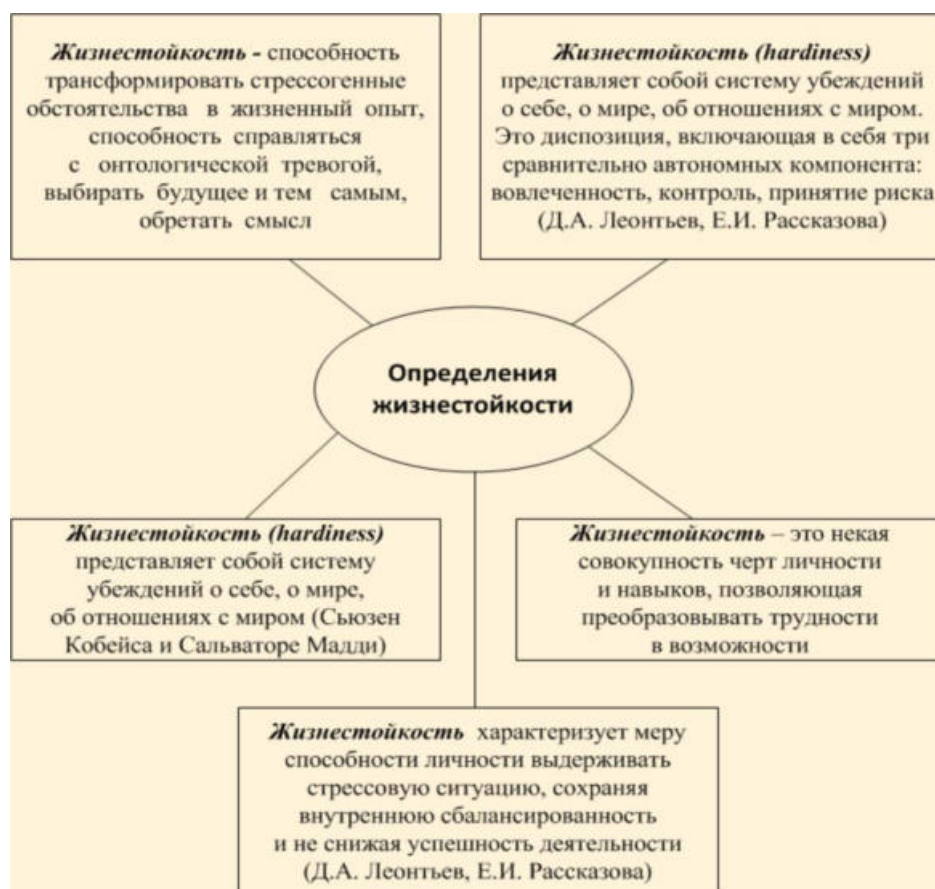 Жизнестойкость - способность
трансформировать стрессогенные
обстоятельства в жизненный опыт,
способность справляться
с онтологической тревогой,
выбирать будущее и тем самым,
обретать смысл
Жизнестойкость (hardiness)
представляет собой систему убеждений
о себе, о мире, об отношениях с миром.
Это диспозиция, включающая в себя три
сравнительно автономных компонента:
вовлеченность, контроль, принятие риска
(Д.А. Леонтьев, Е.И. Рассказова)
Определения
жизнестойкости
Жизнестойкость (hardiness)
представляет собой систему
убеждений о себе, о мире,
об отношениях с миром (Сьюзен
Кобейса и Сальваторе Мадди)
Жизнестойкость – это некая
совокупность черт личности
и навыков, позволяющая
преобразовывать трудности
в возможности
Жизнестойкость характеризует меру
способности личности выдерживать
стрессовую ситуацию, сохраняя
внутреннюю сбалансированность
и не снижая успешность деятельности
(Д.А. Леонтьев, Е.И. Рассказова)